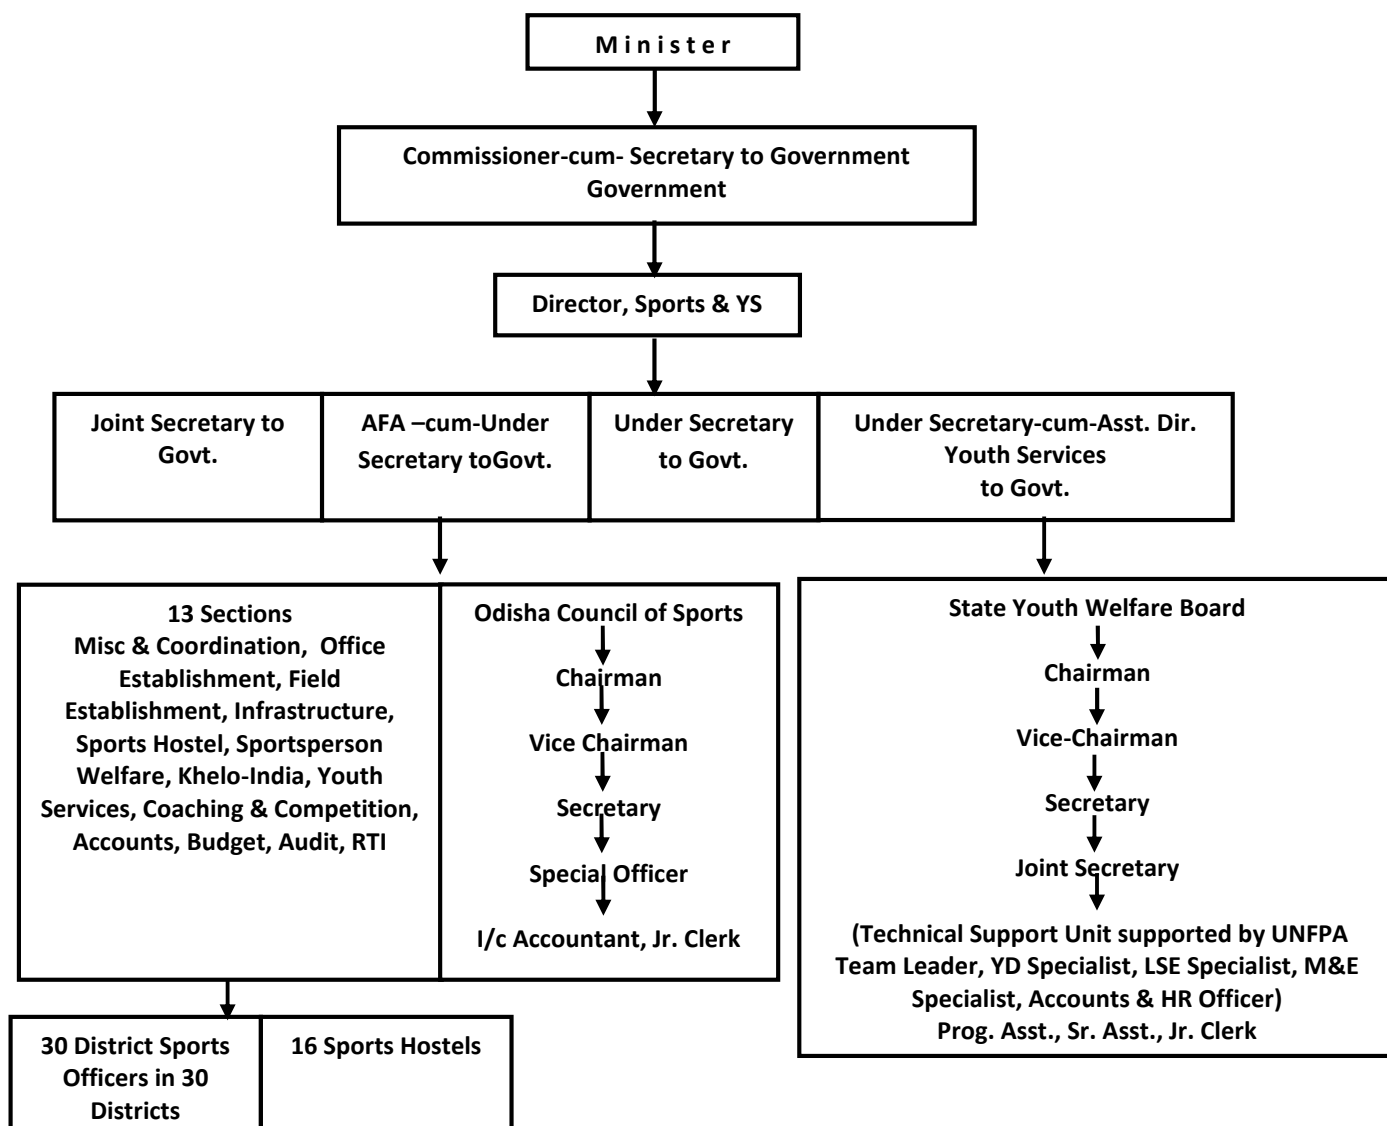 Minister
Commissioner-cum- Secretary to Government
Government
Director, Sports & YS
Joint Secretary to
Govt.
AFA –cum-Under
Secretary toGovt.
Under Secretary
to Govt.
Under Secretary-cum-Asst. Dir.
Youth Services
to Govt.
13 Sections
Misc & Coordination, Office
Establishment, Field
Establishment, Infrastructure,
Sports Hostel, Sportsperson
Welfare, Khelo-India, Youth
Services, Coaching & Competition,
Accounts, Budget, Audit, RTI
Odisha Council of Sports
Chairman
Vice Chairman
Secretary
Special Officer
I/c Accountant, Jr. Clerk
State Youth Welfare Board
Chairman
Vice-Chairman
Secretary
Joint Secretary
(Technical Support Unit supported by UNFPA
Team Leader, YD Specialist, LSE Specialist, M&E
Specialist, Accounts & HR Officer)
Prog. Asst., Sr. Asst., Jr. Clerk
30 District Sports
Officers in 30
Districts
16 Sports Hostels